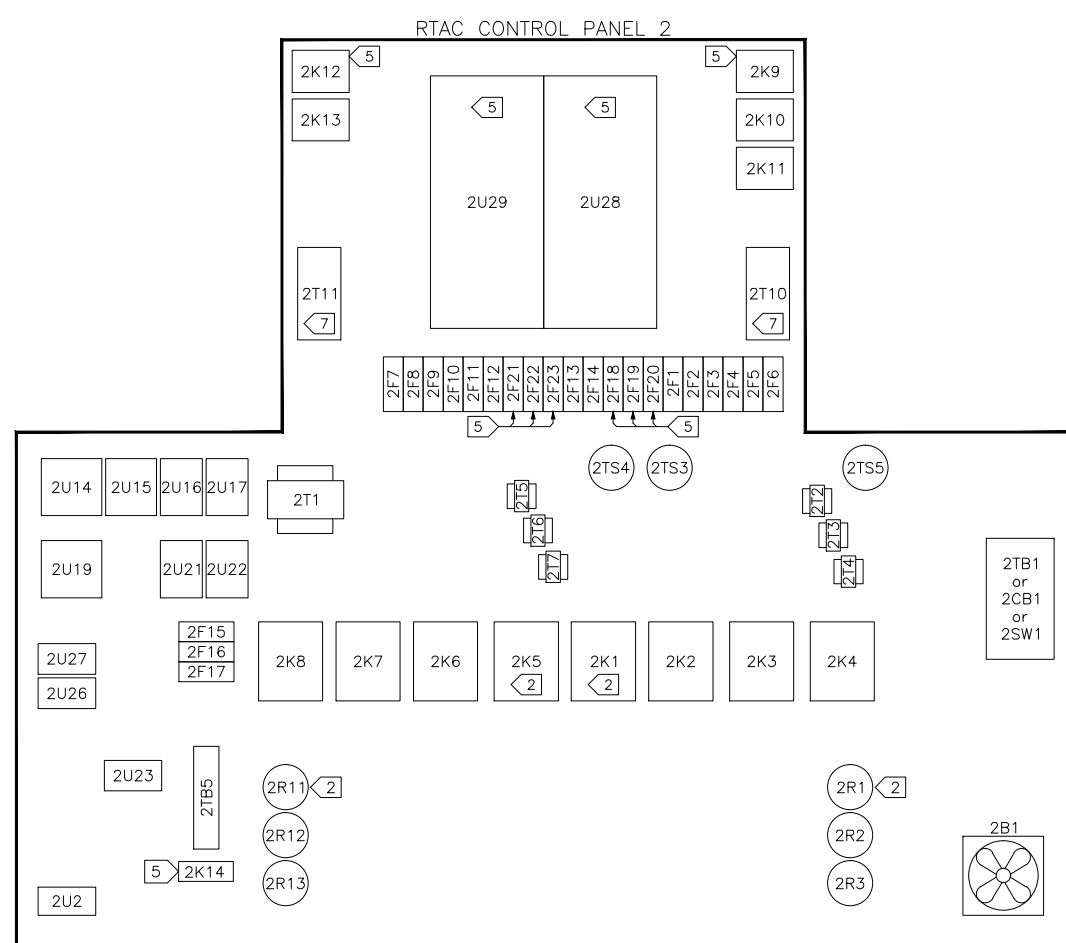 RTAC CONTROL PANEL 2
2K12
5
5
2K9
2K13
5
5
2K10
2K11
2U29
2U28
2T11
7
2T10
7
2F7
2F8
2F9
2F10
2F11
2F12
2F21
2F22
2F23
2F13
2F14
2F18
2F19
2F20
2F1
2F2
2F3
2F4
2F5
2F6
5
5
2U14
2U15
2U16
2U17
2T1
2TS4
2TS3
2TS5
2T5
2T6
2T7
2T2
2T3
2T4
2U19
2U21
2U22
2TB1
or
2CB1
or
2SW1
2F15
2F16
2F17
2U27
2U26
2K8
2K7
2K6
2K5
2
2K1
2
2K2
2K3
2K4
2U23
2TB5
2R11
2
2R1
2
2R12
2R2
2B1
5
2K14
2R13
2R3
2U2